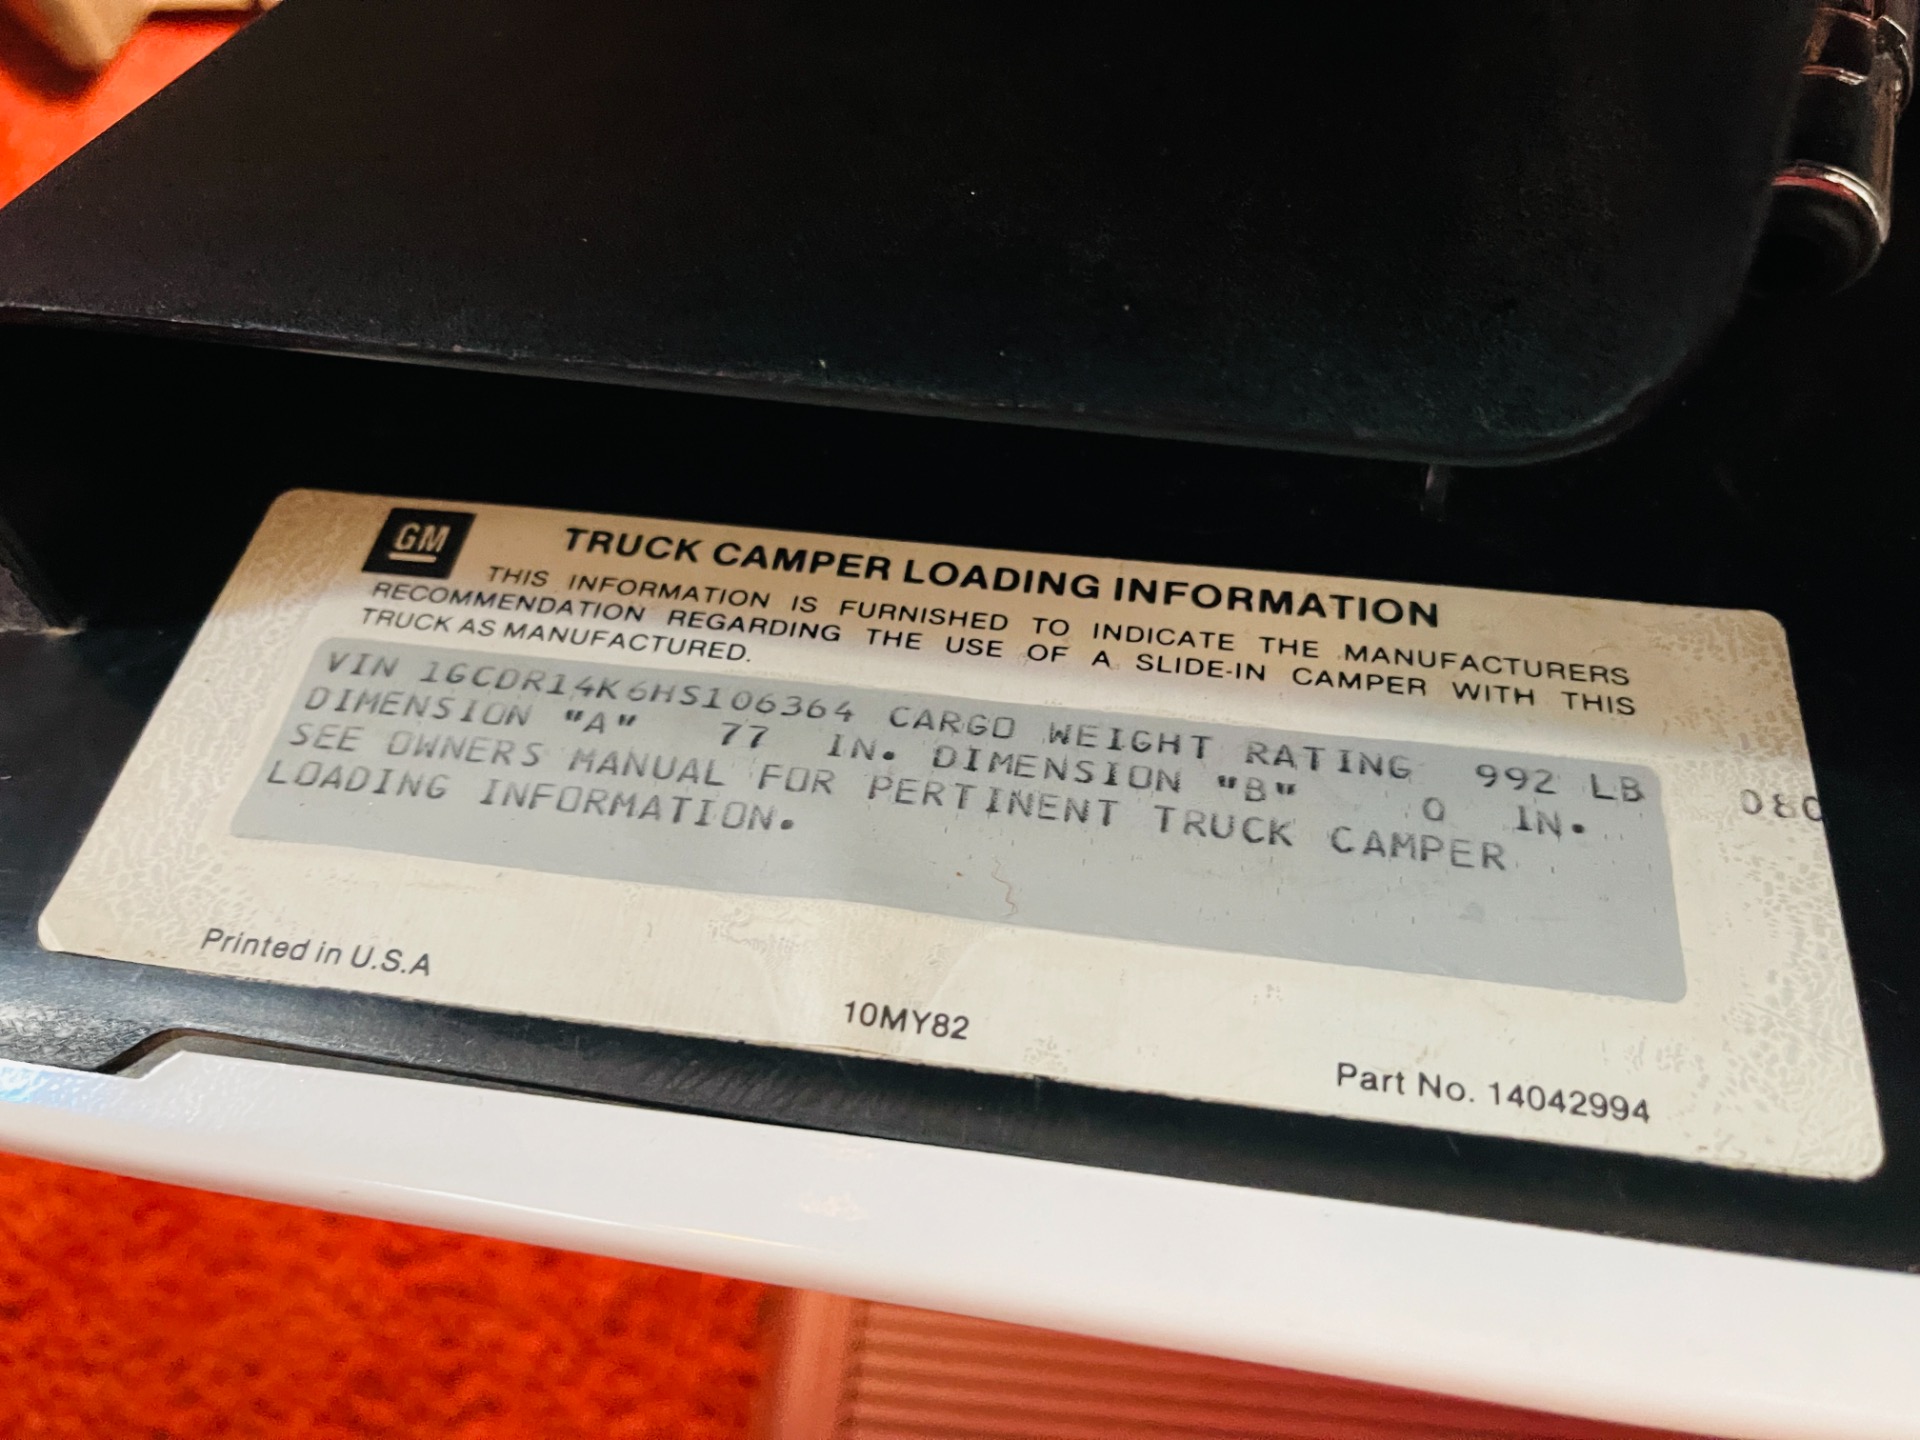 GM
TRUCK CAMPER LOADING INFORMATION
THIS INFORMATION IS FURNISHED TO INDICATE THE MANUFACTURERS
RECOMMENDATION REGARDING THE USE OF A SLIDE-IN CAMPER WITH THIS
TRUCK AS MANUFACTURED.
VIN 1GCDR14K6HS106364 CARGO WEIGHT RATING 992 LB 080
DIMENSION "A" 77 IN. DIMENSION "B" 0 IN.
SEE OWNERS MANUAL FOR PERTINENT TRUCK CAMPER
LOADING INFORMATION.
Printed in U.S.A
10MY82
Part No. 14042994